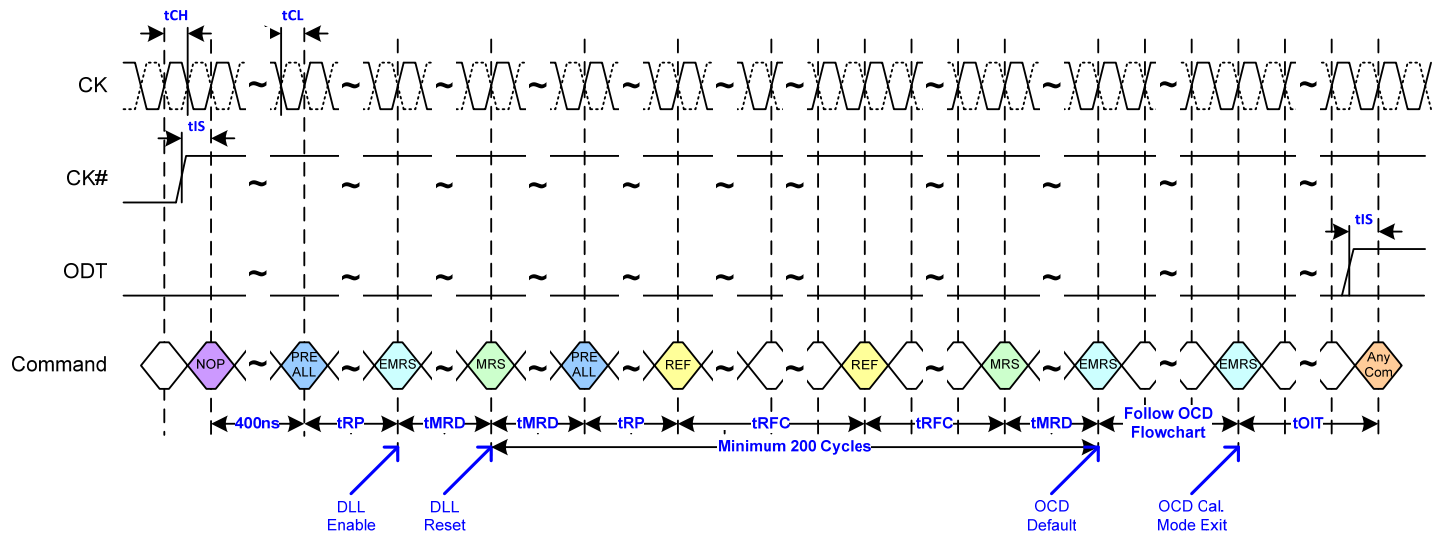 tCH
tCL
CK
tIS
CK#
tIS
ODT
Command
NOP
PRE
ALL
EMRS
MRS
PRE
ALL
REF
REF
MRS
EMRS
EMRS
Any
Com
400ns
tRP
tMRD
tMRD
tRP
tRFC
tRFC
tMRD
Follow OCD
Flowchart
tOIT
Minimum 200 Cycles
DLL
Enable
DLL
Reset
OCD
Default
OCD Cal.
Mode Exit